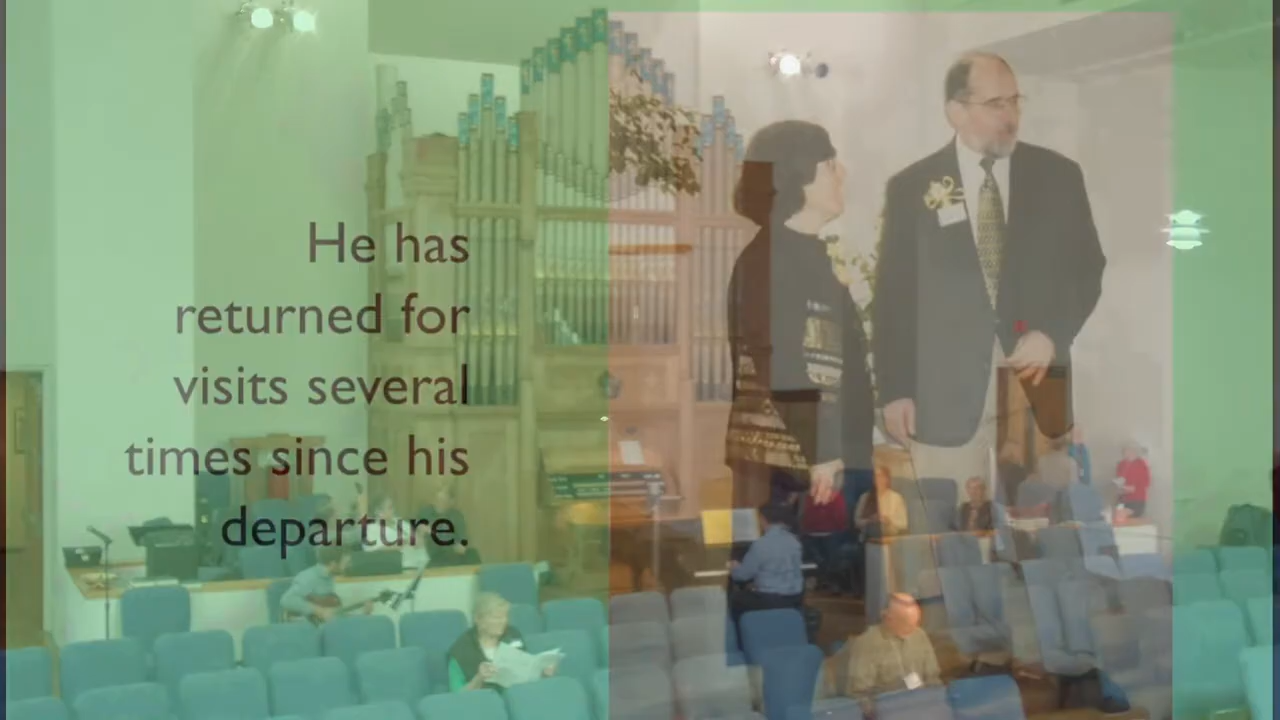 He has
returned for
visits several
times since his
departure.